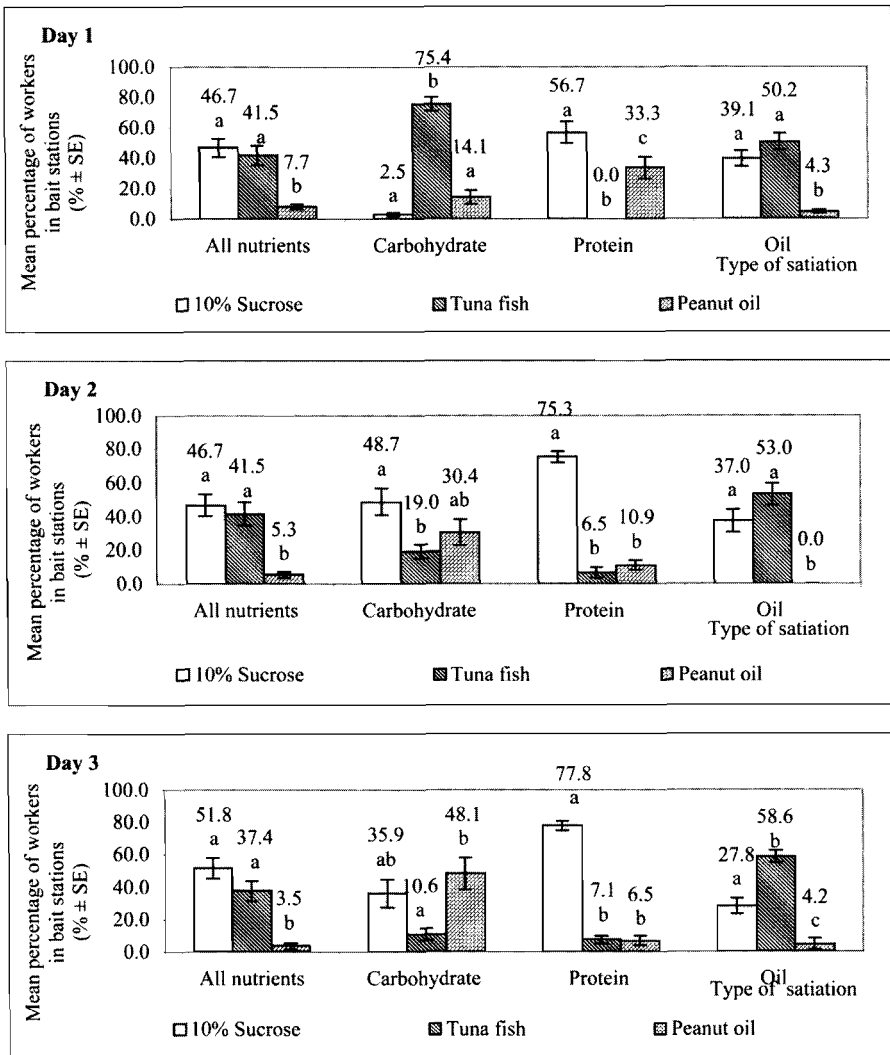 Day 1
Mean percentage of workers
in bait stations
(% ± SE)
100.0
80.0
60.0
40.0
20.0
0.0
46.7
a
41.5
a
7.7
b
2.5
a
75.4
b
14.1
a
56.7
a
0.0
b
33.3
c
39.1
a
50.2
a
4.3
b
All nutrients Carbohydrate Protein Oil
Type of satiation
10% Sucrose Tuna fish Peanut oil
Day 2
Mean percentage of workers
in bait stations
(% ± SE)
100.0
80.0
60.0
40.0
20.0
0.0
46.7
a
41.5
a
5.3
b
48.7
a
19.0
b
30.4
ab
75.3
a
6.5
b
10.9
b
37.0
a
53.0
a
0.0
b
All nutrients Carbohydrate Protein Oil
Type of satiation
10% Sucrose Tuna fish Peanut oil
Day 3
Mean percentage of workers
in bait stations
(% ± SE)
100.0
80.0
60.0
40.0
20.0
0.0
51.8
a
37.4
a
3.5
b
35.9
ab
10.6
a
48.1
b
77.8
a
7.1
b
6.5
b
27.8
a
58.6
b
4.2
c
All nutrients Carbohydrate Protein Oil
Type of satiation
10% Sucrose Tuna fish Peanut oil